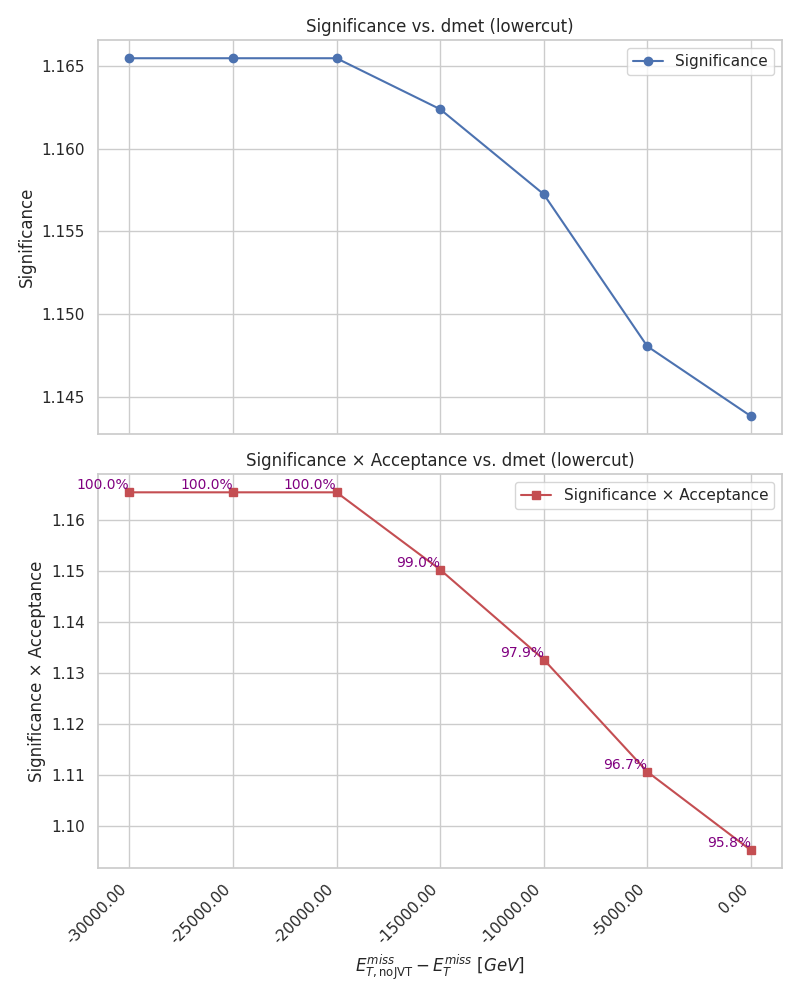 Significance vs. dmet (lowercut)
Significance
1.165
1.160
1.155
1.150
1.145
Significance
Significance × Acceptance vs. dmet (lowercut)
Significance × Acceptance
100.0% 100.0% 100.0%
99.0%
97.9%
96.7%
95.8%
1.16
1.15
1.14
1.13
1.12
1.11
1.10
Significance × Acceptance
-30000.00 -25000.00 -20000.00 -15000.00 -10000.00 -5000.00 0.00
$E_{T,\mathrm{noJVT}}^{miss} - E_{T}^{miss}$ $[GeV]$